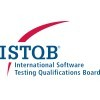 ISTQB®
International Software
Testing Qualifications Board